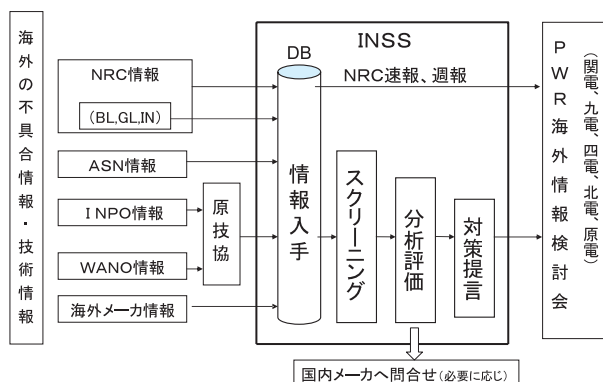 海外の不具合情報・技術情報
NRC情報
(BL,GL,IN)
ASN情報
INPO情報
WANO情報
海外メーカ情報
原技協
INSS
DB
情報入手
NRC速報、週報
スクリーニング
分析評価
対策提言
国内メーカへ問合せ(必要に応じ)
PWR海外情報検討会
(関電、九電、四電、北電、原電)